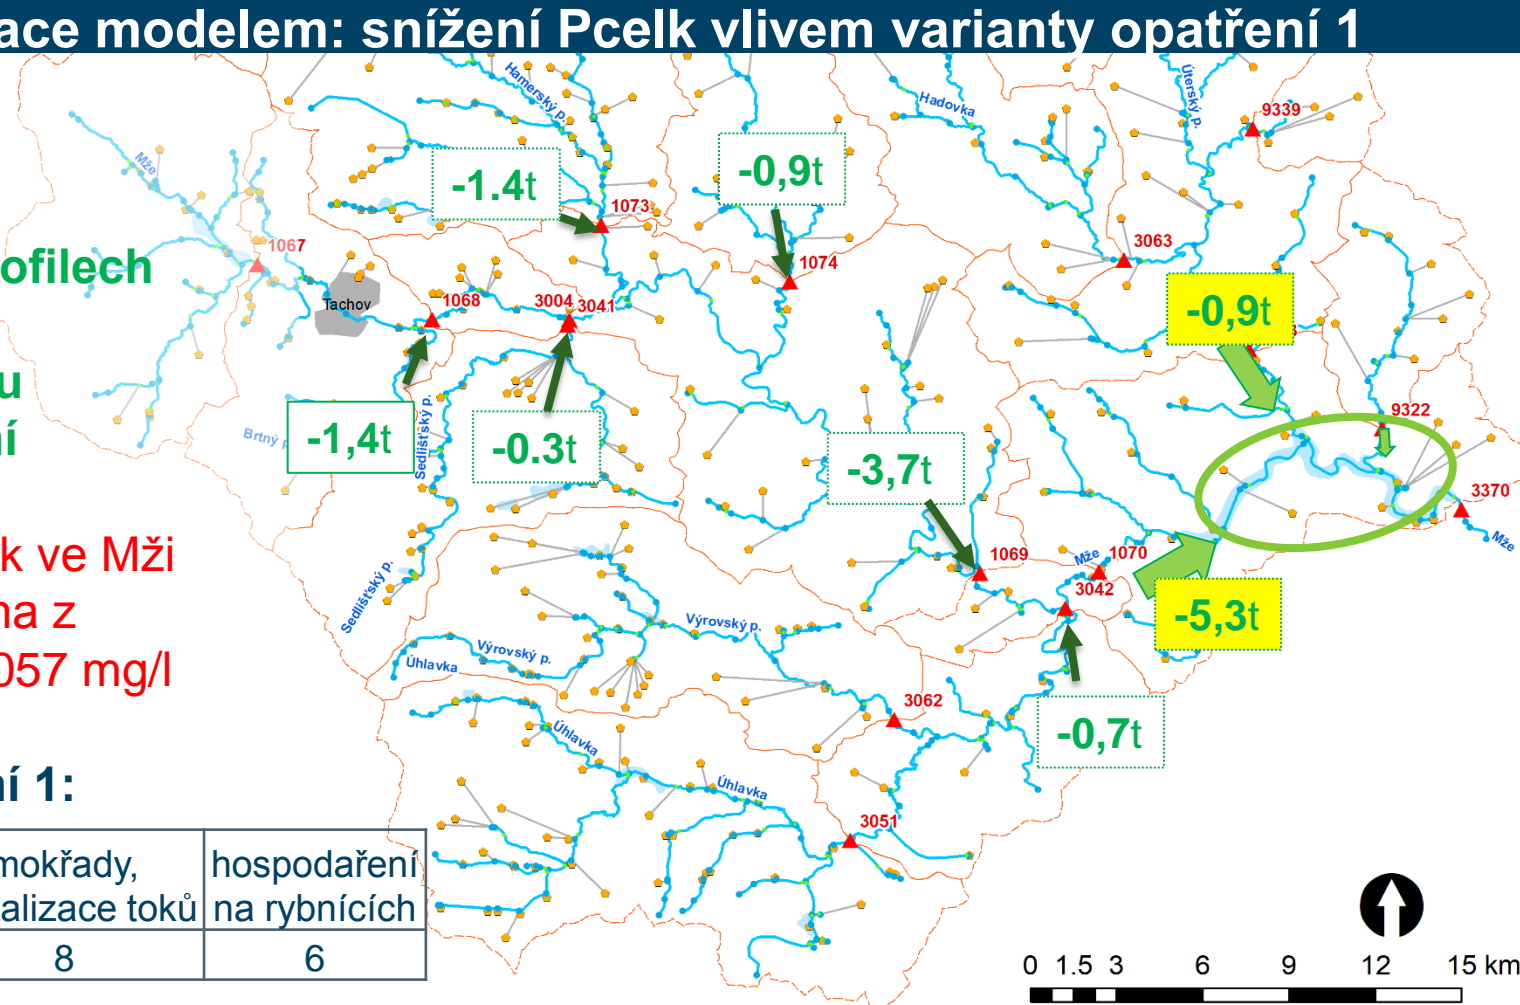 ace modelem: snížení Pcelk vlivem varianty opatření 1
ofilech
u
ní
k ve Mži
na z
057 mg/l
ní 1:
mokřady,
alizace toků
hospodaření
na rybnících
8
6
Mže
Hamerský p.
Hadovka
Úterský p.
9339
-1.4t
-0,9t
1073
1067
1074
3063
Tachov
1068
3004
3041
-0,9t
9322
Brtný p
-1,4t
Sedlišťský p.
-0.3t
-3,7t
3370
Mže
1069
Mže
1070
3042
-5,3t
Sedlišťský p.
Výrovský p.
Výrovský p.
Úhlavka
3062
-0,7t
Úhlavka
Úhlavka
3051
0 1.5 3 6 9 12 15 km